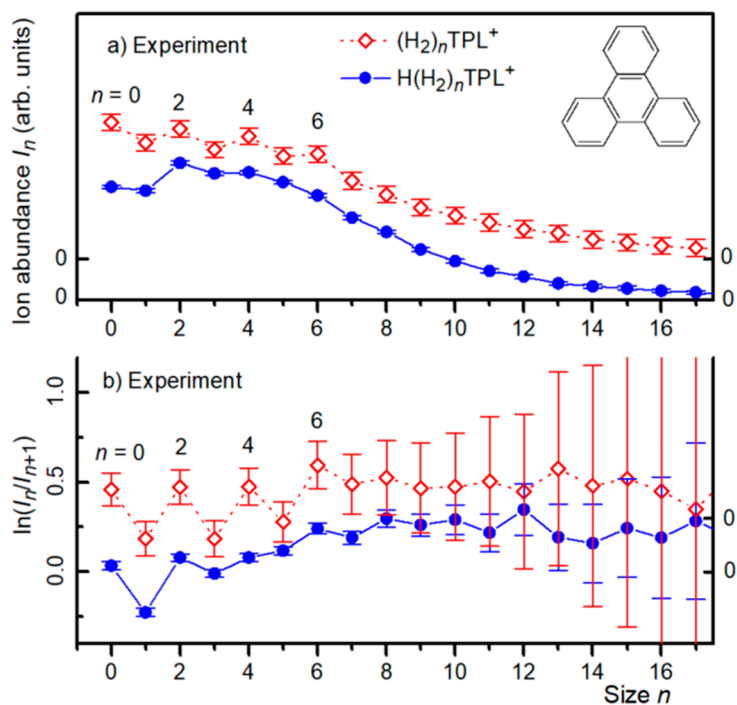 a) Experiment
(H₂)ₙTPL⁺
H(H₂)ₙTPL⁺
n = 0 2 4 6
Ion abundance Iₙ (arb. units)
0 0
0 0
0 2 4 6 8 10 12 14 16
b) Experiment
n = 0 2 4 6
ln(Iₙ/Iₙ₊₁)
1.0
0.5
0
0.0 0
0 2 4 6 8 10 12 14 16
Size n